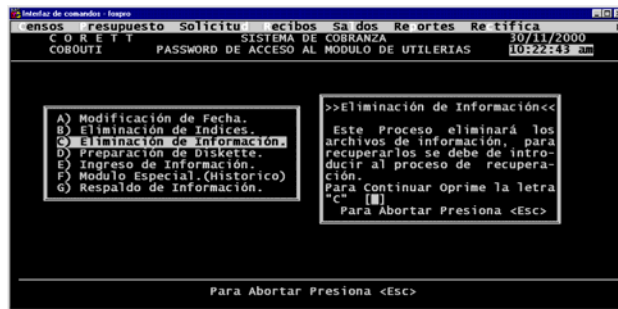 Interfaz de comandos - foxpro
ensos resupuesto Solicitu ecibos Sa dos Re ortes Re tifica
C O R E T T SISTEMA DE COBRANZA 30/11/2000
COBOUTI PASSWORD DE ACCESO AL MODULO DE UTILERIAS 10:22:43 am
A) Modificación de Fecha.
B) Eliminación de Indices.
C) Eliminación de Información.
D) Preparación de Diskette.
E) Ingreso de Información.
F) Modulo Especial.(Historico)
G) Respaldo de Información.
>>Eliminación de Información<<
Este Proceso eliminará los
archivos de información, para
recuperarlos se debe de intro-
ducir al proceso de recupera-
ción.
Para Continuar Oprime la letra
"C" [ ]
Para Abortar Presiona <Esc>
Para Abortar Presiona <Esc>